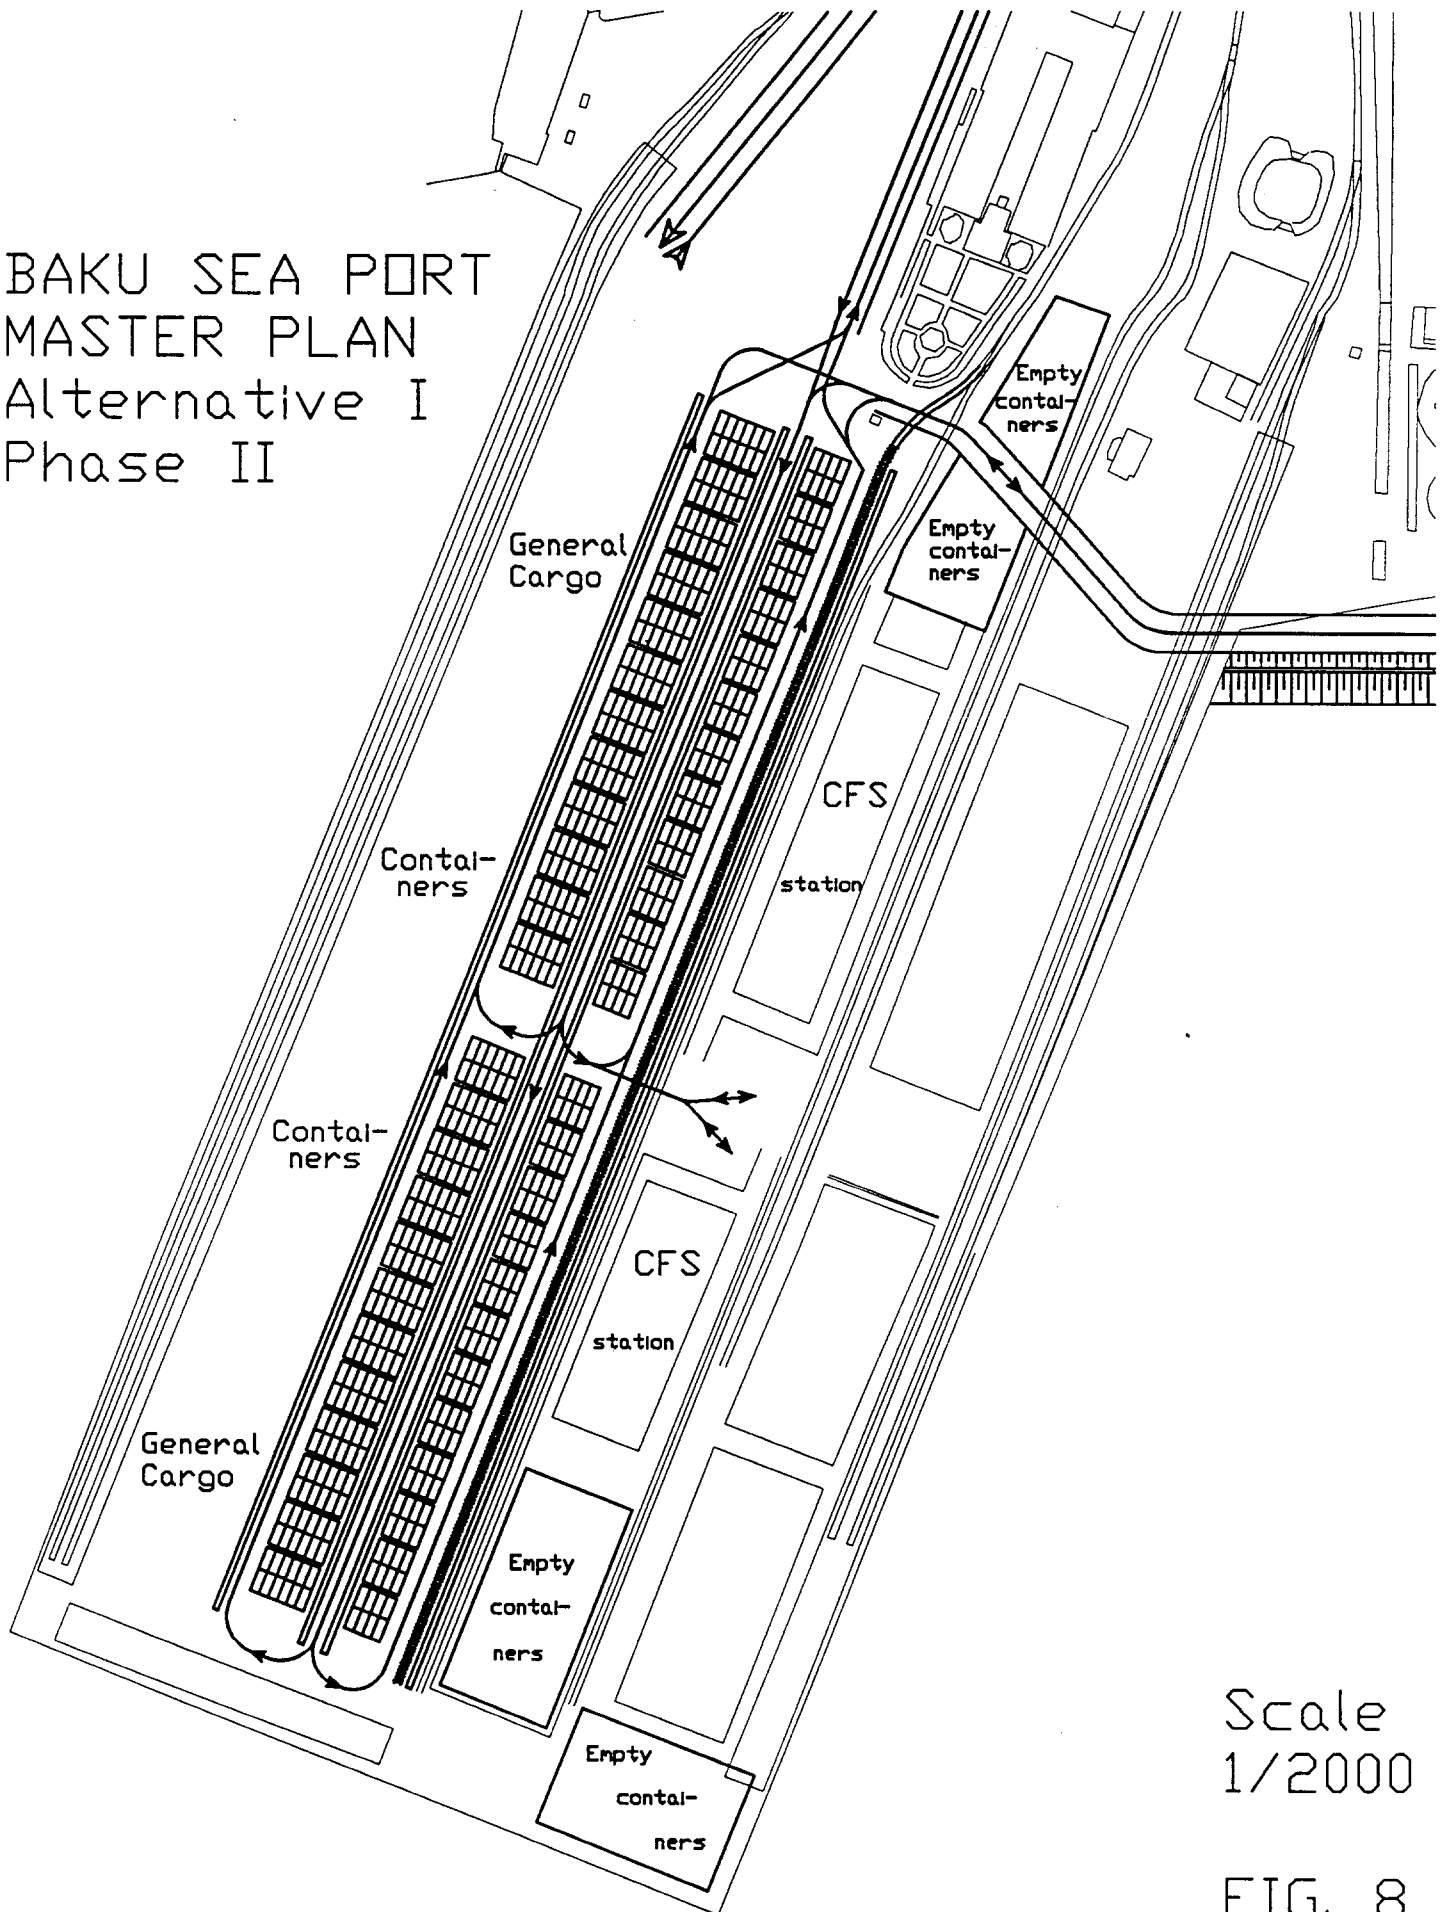 BAKU SEA PORT
MASTER PLAN
Alternative I
Phase II
Empty
contai-
ners
Empty
contai-
ners
General
Cargo
CFS
station
Contai-
ners
Contai-
ners
CFS
station
General
Cargo
Empty
contai-
ners
Empty
contai-
ners
Scale
1/2000
FIG. 8